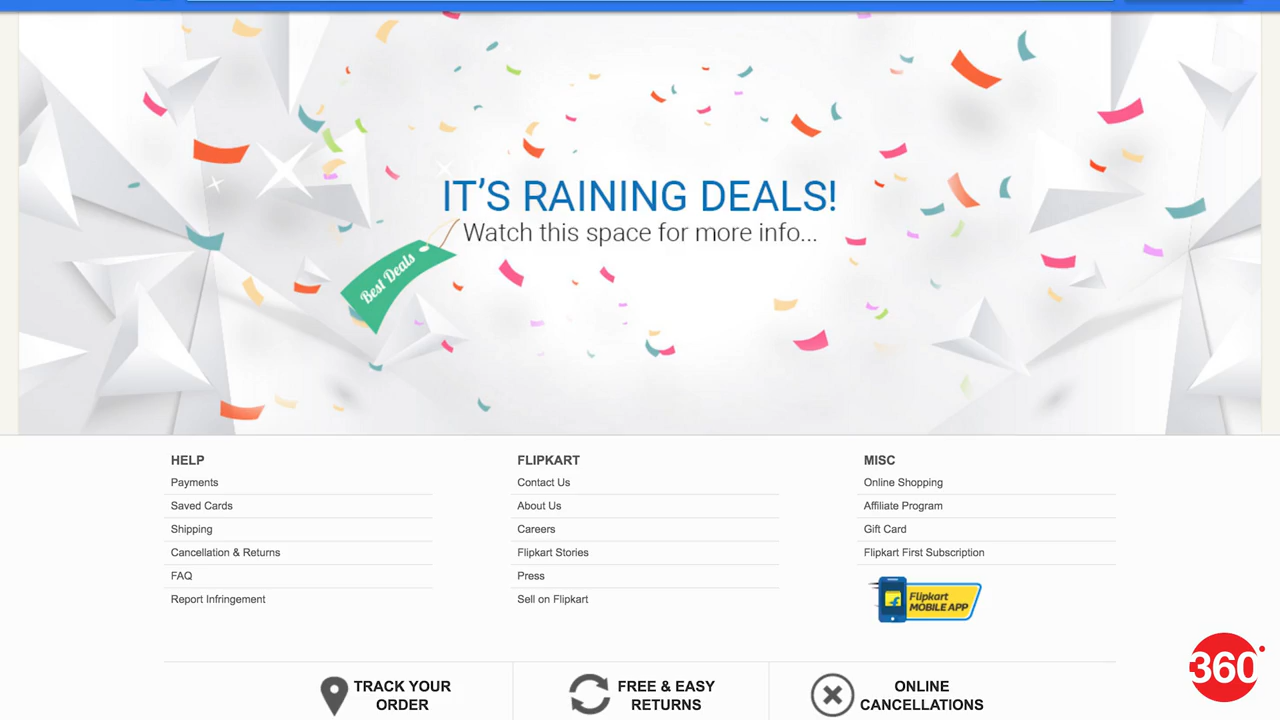 IT'S RAINING DEALS!
Watch this space for more info...
Best Deals
HELP
Payments
Saved Cards
Shipping
Cancellation & Returns
FAQ
Report Infringement
FLIPKART
Contact Us
About Us
Careers
Flipkart Stories
Press
Sell on Flipkart
MISC
Online Shopping
Affiliate Program
Gift Card
Flipkart First Subscription
Flipkart
MOBILE APP
360°
TRACK YOUR
ORDER
FREE & EASY
RETURNS
ONLINE
CANCELLATIONS